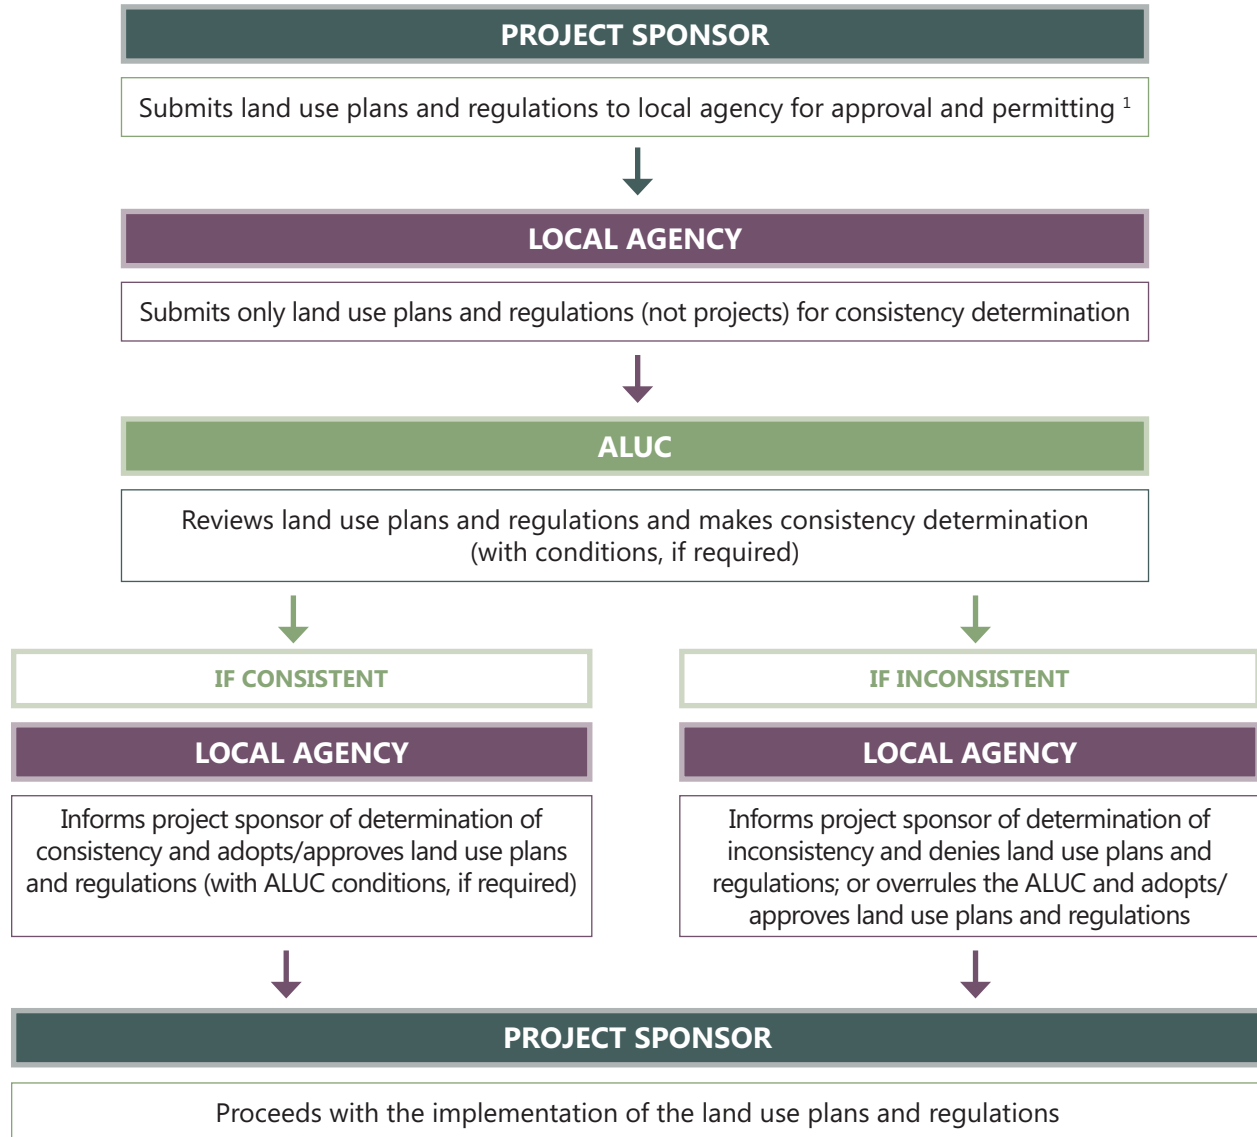 PROJECT SPONSOR
Submits land use plans and regulations to local agency for approval and permitting ¹
LOCAL AGENCY
Submits only land use plans and regulations (not projects) for consistency determination
ALUC
Reviews land use plans and regulations and makes consistency determination
(with conditions, if required)
IF CONSISTENT
LOCAL AGENCY
Informs project sponsor of determination of
consistency and adopts/approves land use plans
and regulations (with ALUC conditions, if required)
IF INCONSISTENT
LOCAL AGENCY
Informs project sponsor of determination of
inconsistency and denies land use plans and
regulations; or overrules the ALUC and adopts/
approves land use plans and regulations
PROJECT SPONSOR
Proceeds with the implementation of the land use plans and regulations